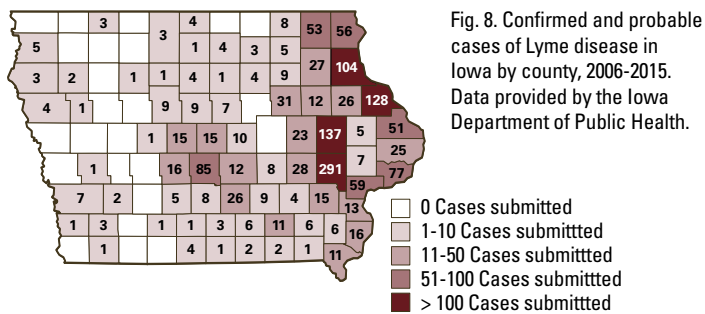 3 4 8 53 56
3
5 1 4 3 5
27 104
3 2 1 1 4 1 4 9
4 1 9 9 7 31 12 26 128
1 15 15 10 23 137 5 51
25
1 16 85 12 8 28 291 7 77
59
7 2 5 8 26 9 4 15 13
1 3 1 1 3 6 11 6 6 16
1 4 1 2 2 1 11
Fig. 8. Confirmed and probable
cases of Lyme disease in
Iowa by county, 2006-2015.
Data provided by the Iowa
Department of Public Health.
0 Cases submitted
1-10 Cases submittted
11-50 Cases submittted
51-100 Cases submittted
> 100 Cases submittted